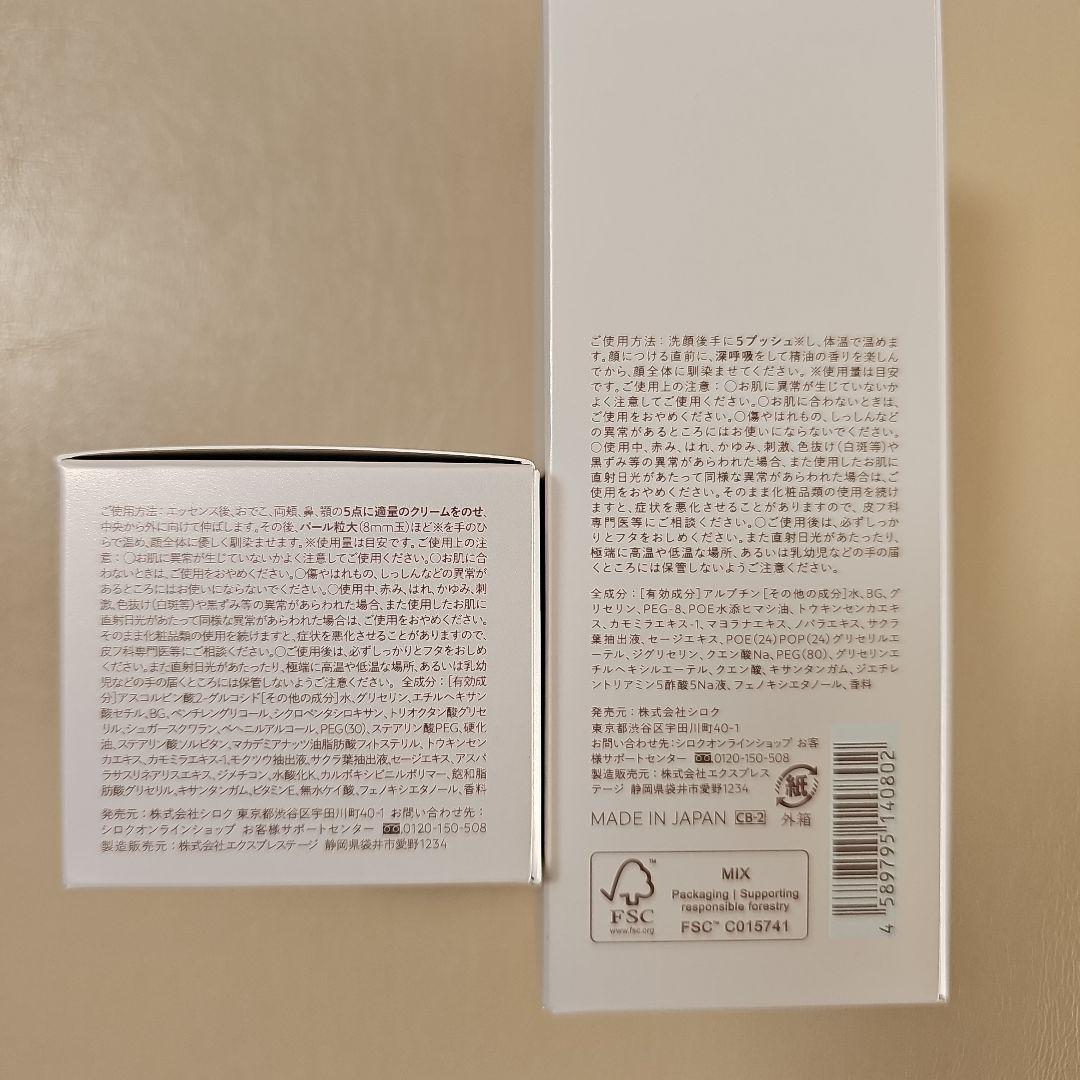 ご使用方法：エッセンス後、おでこ、両頬、鼻、顎の5点に適量のクリームをのせ、
中央から外に向けて伸ばします。その後、パール粒大(8mm玉)ほど※を手のひ
らで温め、顔全体に優しく馴染ませます。※使用量は目安です。ご使用上の注
意：○お肌に異常が生じていないかよく注意してご使用ください。○お肌に合
わないときは、ご使用をおやめください。○傷やはれもの、しっしんなどの異常が
あるところにはお使いにならないでください。○使用中、赤み、はれ、かゆみ、刺
激、色抜け(白斑等)や黒ずみ等の異常があらわれた場合、また使用したお肌に
直射日光があたって同様な異常があらわれた場合は、ご使用をおやめください。
そのまま化粧品類の使用を続けますと、症状を悪化させることがありますので、
皮フ科専門医等にご相談ください。○ご使用後は、必ずしっかりとフタをおしめ
ください。また直射日光があたったり、極端に高温や低温な場所、あるいは乳幼
児などの手の届くところには保管しないようご注意ください。 全成分：[有効成
分]アスコルビン酸2-グルコシド[その他の成分]水、グリセリン、エチルヘキサン
酸セチル、BG、ペンチレングリコール、シクロペンタシロキサン、トリオクタン酸グリセ
リル、シュガースクワラン、ベヘニルアルコール、PEG(30)、ステアリン酸PEG、硬化
油、ステアリン酸ソルビタン、マカデミアナッツ油脂肪酸フィトステリル、トウキンセン
カエキス、カモミラエキス-1、モクツウ抽出液、サクラ葉抽出液、セージエキス、アスパ
ラサスリネアリスエキス、ジメチコン、水酸化K、カルボキシビニルポリマー、飽和脂
肪酸グリセリル、キサンタンガム、ビタミンE、無水ケイ酸、フェノキシエタノール、香料
発売元：株式会社シロク 東京都渋谷区宇田川町40-1 お問い合わせ先：
シロクオンラインショップ お客様サポートセンター 0120-150-508
製造販売元：株式会社エクスプレステージ 静岡県袋井市愛野1234
ご使用方法：洗顔後手に5プッシュ※し、体温で温めま
す。顔につける直前に、深呼吸をして精油の香りを楽しん
でから、顔全体に馴染ませてください。 ※使用量は目安
です。ご使用上の注意：○お肌に異常が生じていないか
よく注意してご使用ください。○お肌に合わないときは、
ご使用をおやめください。○傷やはれもの、しっしんなど
の異常があるところにはお使いにならないでください。
○使用中、赤み、はれ、かゆみ、刺激、色抜け(白斑等)や
黒ずみ等の異常があらわれた場合、また使用したお肌に
直射日光があたって同様な異常があらわれた場合は、ご
使用をおやめください。そのまま化粧品類の使用を続け
ますと、症状を悪化させることがありますので、皮フ科
専門医等にご相談ください。○ご使用後は、必ずしっか
りとフタをおしめください。また直射日光があたったり、
極端に高温や低温な場所、あるいは乳幼児などの手の届
くところには保管しないようご注意ください。
全成分：[有効成分]アルブチン[その他の成分]水、BG、グ
リセリン、PEG-8、POE水添ヒマシ油、トウキンセンカエキ
ス、カモミラエキス-1、マヨラナエキス、ノバラエキス、サクラ
葉抽出液、セージエキス、POE(24)POP(24)グリセリルエ
ーテル、ジグリセリン、クエン酸Na、PEG(80)、グリセリンエ
チルヘキシルエーテル、クエン酸、キサンタンガム、ジエチレ
ントリアミン5酢酸5Na液、フェノキシエタノール、香料
発売元：株式会社シロク
東京都渋谷区宇田川町40-1
お問い合わせ先：シロクオンラインショップ お客
様サポートセンター 0120-150-508
製造販売元：株式会社エクスプレス
テージ 静岡県袋井市愛野1234
紙
MADE IN JAPAN CB-2 外箱
4 589795 140802
FSC
www.fsc.org
MIX
Packaging | Supporting
responsible forestry
FSC™ C015741